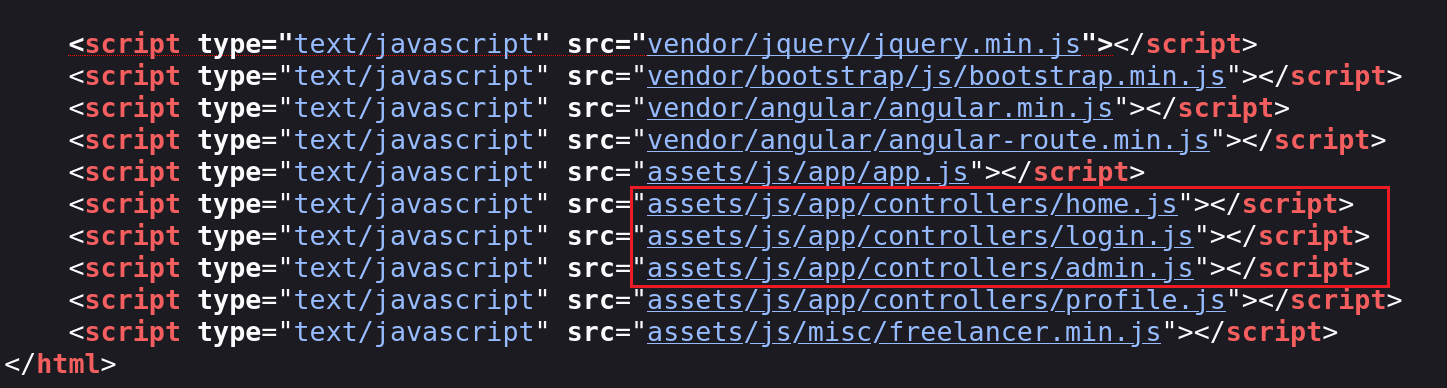 <script type="text/javascript" src="vendor/jquery/jquery.min.js"></script>
<script type="text/javascript" src="vendor/bootstrap/js/bootstrap.min.js"></script>
<script type="text/javascript" src="vendor/angular/angular.min.js"></script>
<script type="text/javascript" src="vendor/angular/angular-route.min.js"></script>
<script type="text/javascript" src="assets/js/app/app.js"></script>
<script type="text/javascript" src="assets/js/app/controllers/home.js"></script>
<script type="text/javascript" src="assets/js/app/controllers/login.js"></script>
<script type="text/javascript" src="assets/js/app/controllers/admin.js"></script>
<script type="text/javascript" src="assets/js/app/controllers/profile.js"></script>
<script type="text/javascript" src="assets/js/misc/freelancer.min.js"></script>
</html>